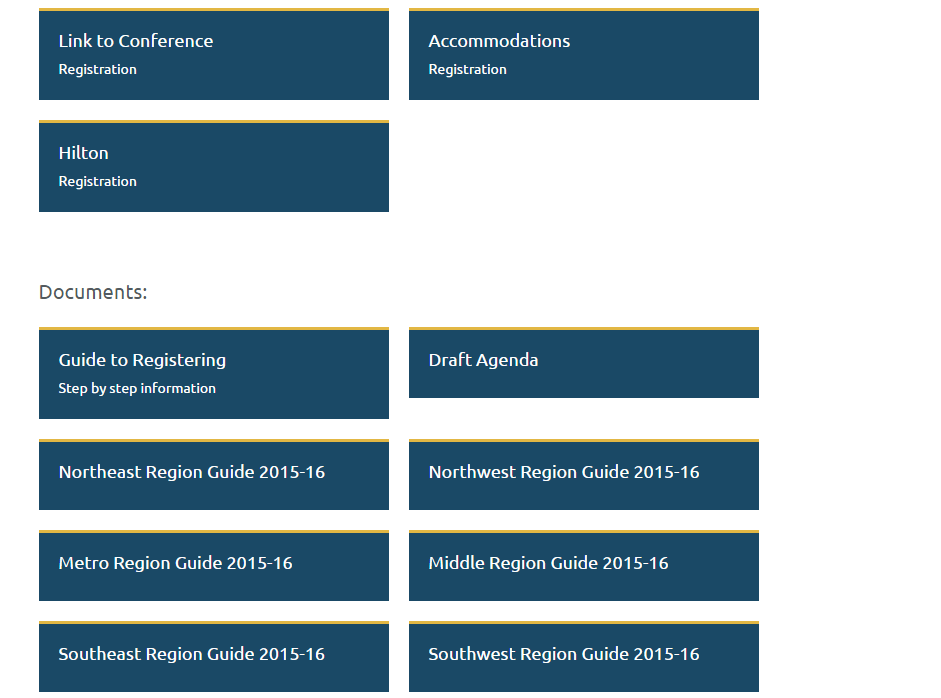 Link to Conference
Registration
Accommodations
Registration
Hilton
Registration
Documents:
Guide to Registering
Step by step information
Draft Agenda
Northeast Region Guide 2015-16
Northwest Region Guide 2015-16
Metro Region Guide 2015-16
Middle Region Guide 2015-16
Southeast Region Guide 2015-16
Southwest Region Guide 2015-16